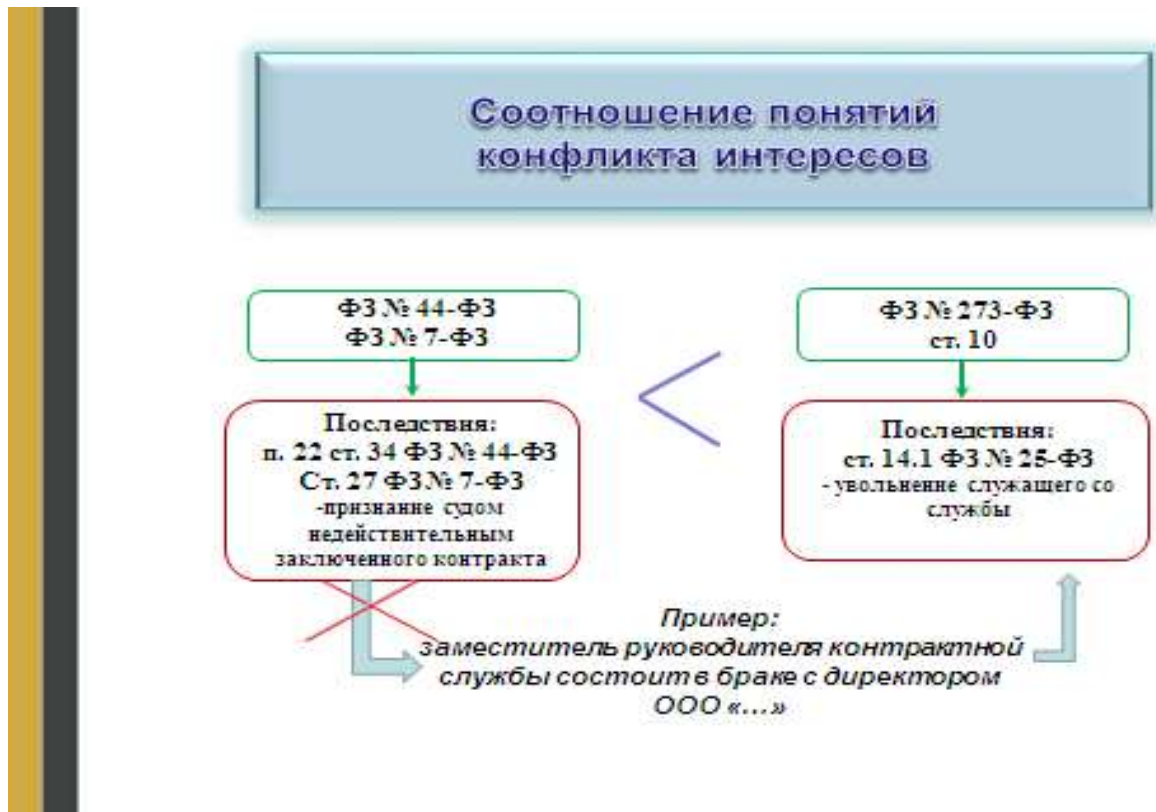 Соотношение понятий
конфликта интересов
ФЗ № 44-ФЗ
ФЗ № 7-ФЗ
ФЗ № 273-ФЗ
ст. 10
Последствия:
п. 22 ст. 34 ФЗ № 44-ФЗ
Ст. 27 ФЗ № 7-ФЗ
-признание судом
недействительным
заключенного контракта
Последствия:
ст. 14.1 ФЗ № 25-ФЗ
- увольнение служащего со
службы
Пример:
заместитель руководителя контрактной
службы состоит в браке с директором
ООО «…»